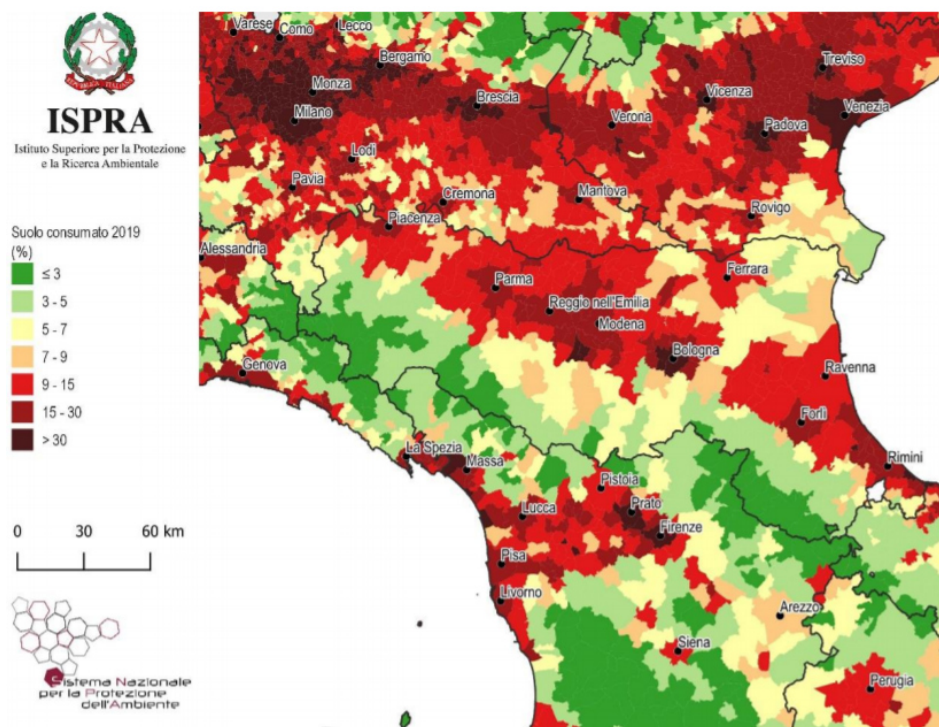 REPVBBLICA ITALIANA
ISPRA
Istituto Superiore per la Protezione
e la Ricerca Ambientale
Suolo consumato 2019
(%)
≤ 3
3 - 5
5 - 7
7 - 9
9 - 15
15 - 30
> 30
0 30 60 km
Sistema Nazionale
per la Protezione
dell'Ambiente
Varese
Como
Lecco
Bergamo
Monza
Milano
Brescia
Treviso
Vicenza
Verona
Padova
Venezia
Lodi
Pavia
Cremona
Mantova
Rovigo
Piacenza
Alessandria
Parma
Ferrara
Reggio nell'Emilia
Modena
Bologna
Genova
Ravenna
Forlì
La Spezia
Massa
Rimini
Pistoia
Prato
Lucca
Firenze
Pisa
Livorno
Arezzo
Siena
Perugia